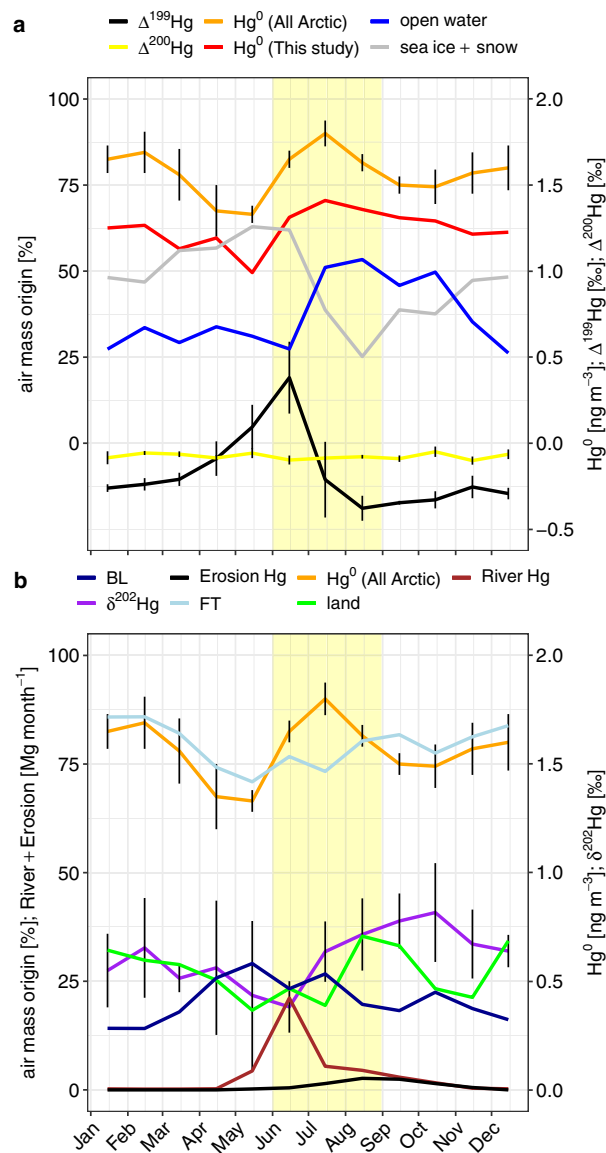 a
Δ¹⁹⁹Hg Hg⁰ (All Arctic) open water
Δ²⁰⁰Hg Hg⁰ (This study) sea ice + snow
100
75
50
25
0
air mass origin [%]
2.0
1.5
1.0
0.5
0.0
−0.5
Hg⁰ [ng m⁻³]; Δ¹⁹⁹Hg [‰]; Δ²⁰⁰Hg [‰]
b
BL Erosion Hg Hg⁰ (All Arctic) River Hg
δ²⁰²Hg FT land
100
75
50
25
0
air mass origin [%]; River + Erosion [Mg month⁻¹]
2.0
1.5
1.0
0.5
0.0
Hg⁰ [ng m⁻³]; δ²⁰²Hg [‰]
Jan Feb Mar Apr May Jun Jul Aug Sep Oct Nov Dec